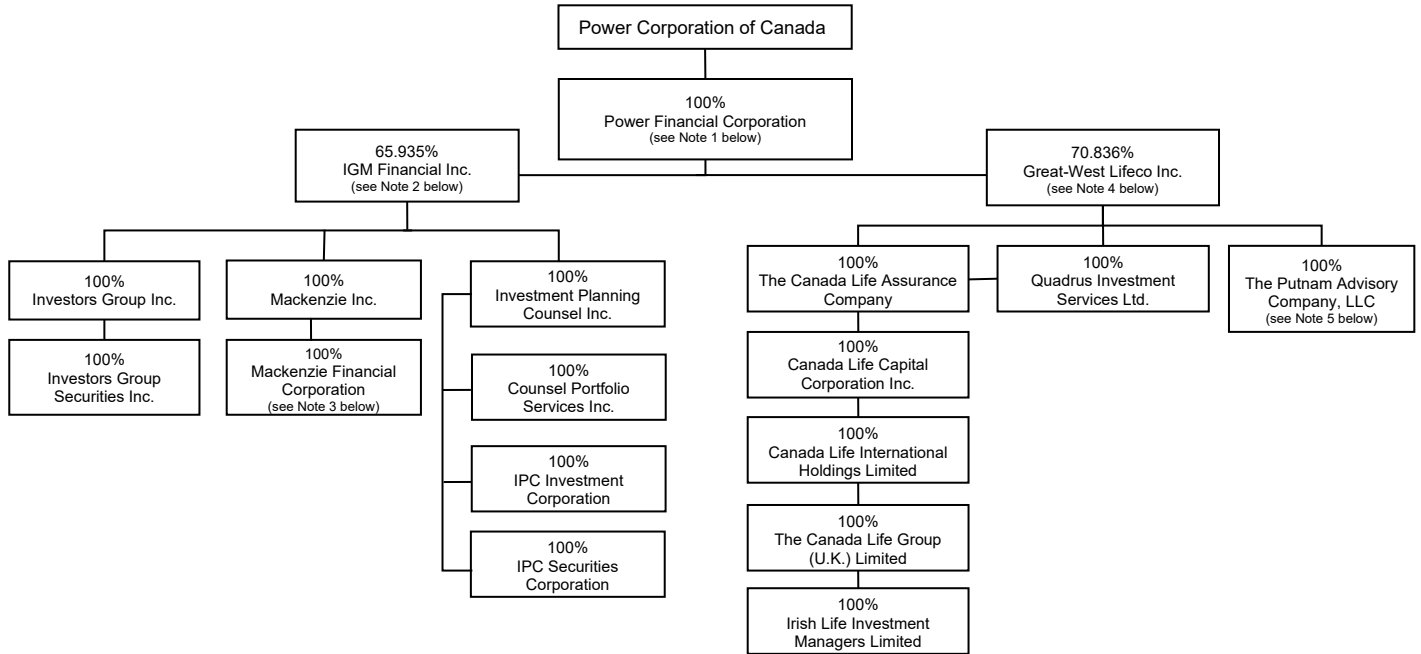 Power Corporation of Canada
100%
Power Financial Corporation
(see Note 1 below)
65.935%
IGM Financial Inc.
(see Note 2 below)
70.836%
Great-West Lifeco Inc.
(see Note 4 below)
100%
Investors Group Inc.
100%
Investors Group
Securities Inc.
100%
Mackenzie Inc.
100%
Mackenzie Financial
Corporation
(see Note 3 below)
100%
Investment Planning
Counsel Inc.
100%
Counsel Portfolio
Services Inc.
100%
IPC Investment
Corporation
100%
IPC Securities
Corporation
100%
The Canada Life Assurance
Company
100%
Canada Life Capital
Corporation Inc.
100%
Canada Life International
Holdings Limited
100%
The Canada Life Group
(U.K.) Limited
100%
Irish Life Investment
Managers Limited
100%
Quadrus Investment
Services Ltd.
100%
The Putnam Advisory
Company, LLC
(see Note 5 below)